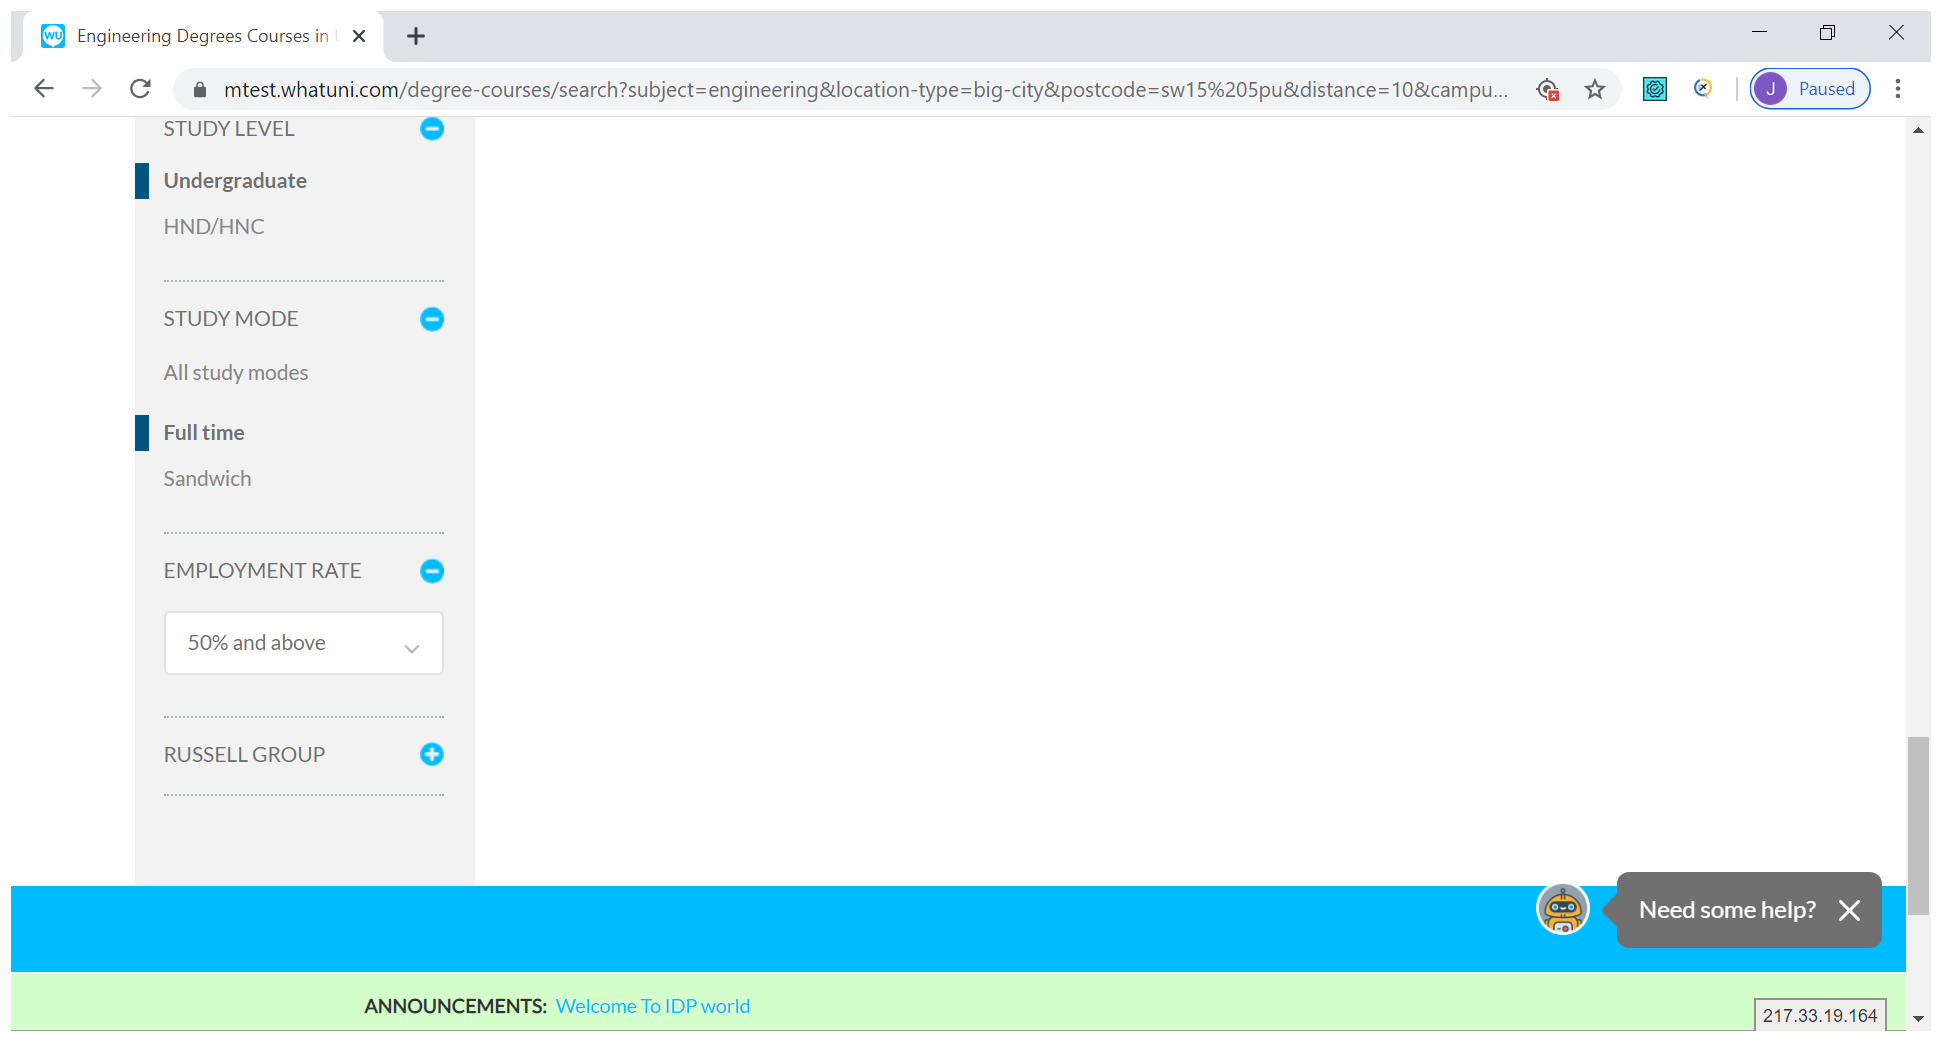 WU Engineering Degrees Courses in U
mtest.whatuni.com/degree-courses/search?subject=engineering&location-type=big-city&postcode=sw15%205pu&distance=10&campu...
J Paused
STUDY LEVEL
Undergraduate
HND/HNC
STUDY MODE
All study modes
Full time
Sandwich
EMPLOYMENT RATE
50% and above
RUSSELL GROUP
Need some help?
ANNOUNCEMENTS: Welcome To IDP world
217.33.19.164